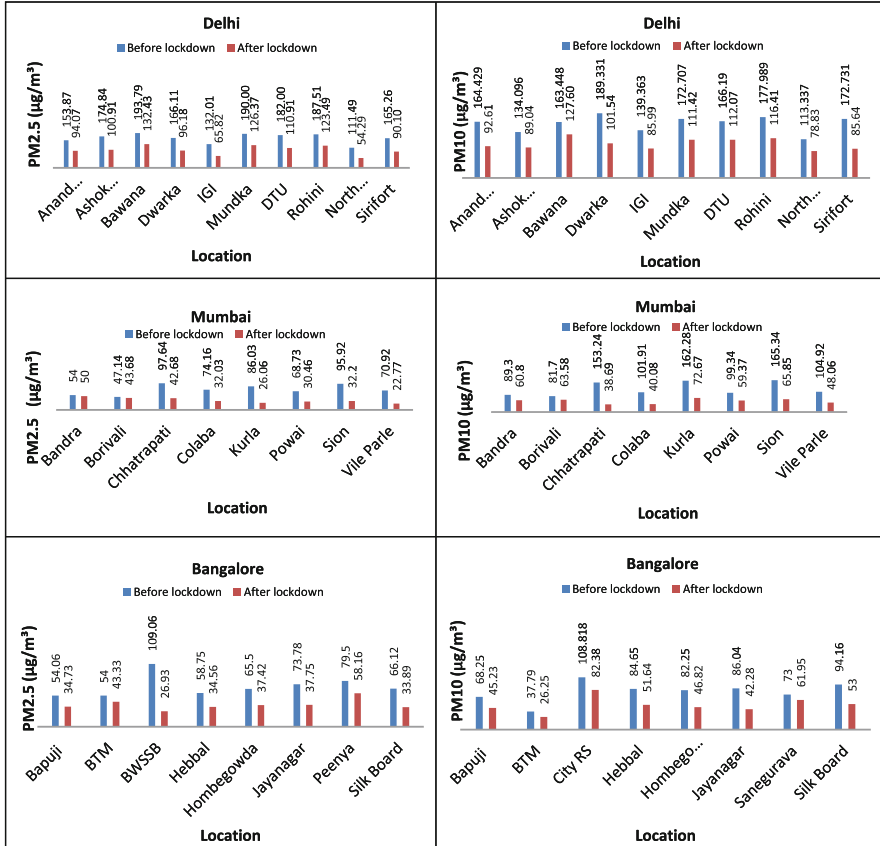 Delhi
Before lockdown After lockdown
PM2.5 (µg/m³)
153.87 94.07 174.84 100.91 193.79 132.43 166.11 96.18 132.01 65.82 190.00 126.37 182.00 110.91 187.51 123.49 111.49 54.29 165.26 90.10
Anand... Ashok... Bawana Dwarka IGI Mundka DTU Rohini North... Sirifort
Location
Delhi
Before lockdown After lockdown
PM10 (µg/m³)
164.429 92.61 134.096 89.04 163.448 127.60 189.331 101.54 139.363 85.99 172.707 111.42 166.19 112.07 177.989 116.41 113.337 78.83 172.731 85.64
Anand... Ashok... Bawana Dwarka IGI Mundka DTU Rohini North... Sirifort
Location
Mumbai
Before lockdown After lockdown
PM2.5 (µg/m³)
54 50 47.14 43.68 97.64 42.68 74.16 32.03 86.03 26.06 68.73 30.46 95.92 32.2 70.92 22.77
Bandra Borivali Chhatrapati Colaba Kurla Powai Sion Vile Parle
Location
Mumbai
Before lockdown After lockdown
PM10 (µg/m³)
89.3 60.8 81.7 63.58 153.24 38.69 101.91 40.08 162.28 72.67 99.34 59.37 165.34 65.85 104.92 48.06
Bandra Borivali Chhatrapati Colaba Kurla Powai Sion Vile Parle
Location
Bangalore
Before lockdown After lockdown
PM2.5 (µg/m³)
54.06 34.73 54 43.33 109.06 26.93 58.75 34.56 65.5 37.42 73.78 37.75 79.5 58.16 66.12 33.89
Bapuji BTM BWSSB Hebbal Hombegowda Jayanagar Peenya Silk Board
Location
Bangalore
Before lockdown After lockdown
PM10 (µg/m³)
68.25 45.23 37.79 26.25 108.818 82.38 84.65 51.64 82.25 46.82 86.04 42.28 73 61.95 94.16 53
Bapuji BTM City RS Hebbal Hombego... Jayanagar Sanegurava Silk Board
Location